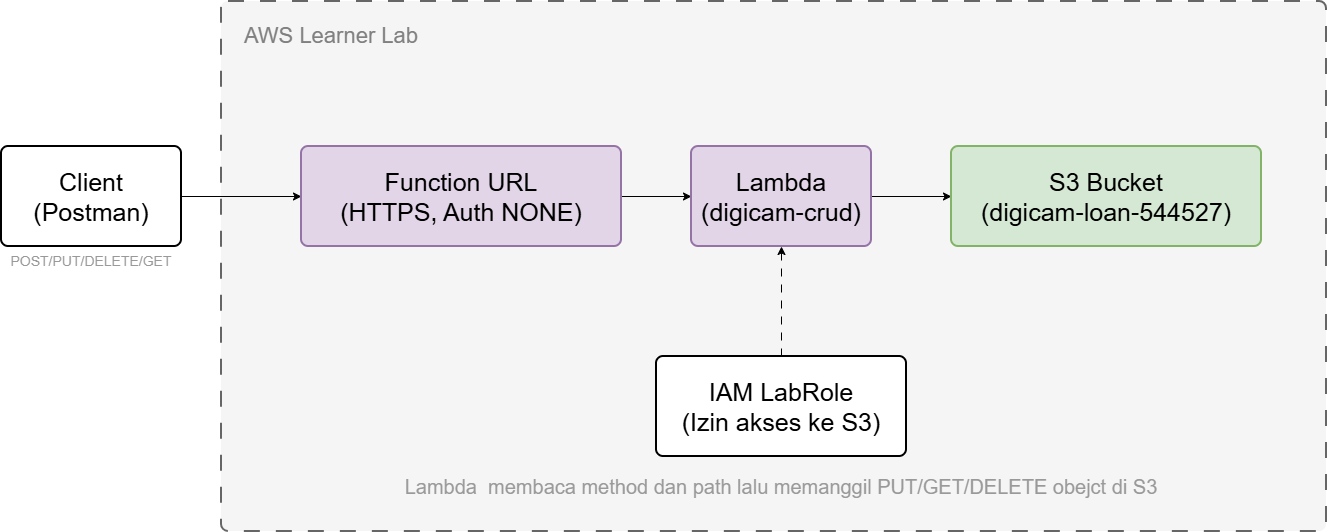 AWS Learner Lab
Client
(Postman)
POST/PUT/DELETE/GET
Function URL
(HTTPS, Auth NONE)
Lambda
(digicam-crud)
S3 Bucket
(digicam-loan-544527)
IAM LabRole
(Izin akses ke S3)
Lambda  membaca method dan path lalu memanggil PUT/GET/DELETE obejct di S3